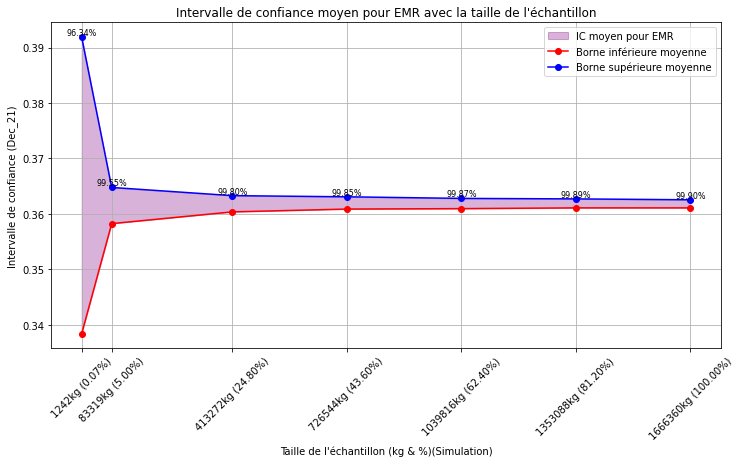 Intervalle de confiance moyen pour EMR avec la taille de l'échantillon
IC moyen pour EMR
Borne inférieure moyenne
Borne supérieure moyenne
96.34%
99.55%
99.80%
99.85%
99.87%
99.89%
99.90%
Intervalle de confiance (Dec_21)
0.39
0.38
0.37
0.36
0.35
0.34
1242kg (0.07%)
83319kg (5.00%)
413272kg (24.80%)
726544kg (43.60%)
1039816kg (62.40%)
1353088kg (81.20%)
1666360kg (100.00%)
Taille de l'échantillon (kg & %)(Simulation)